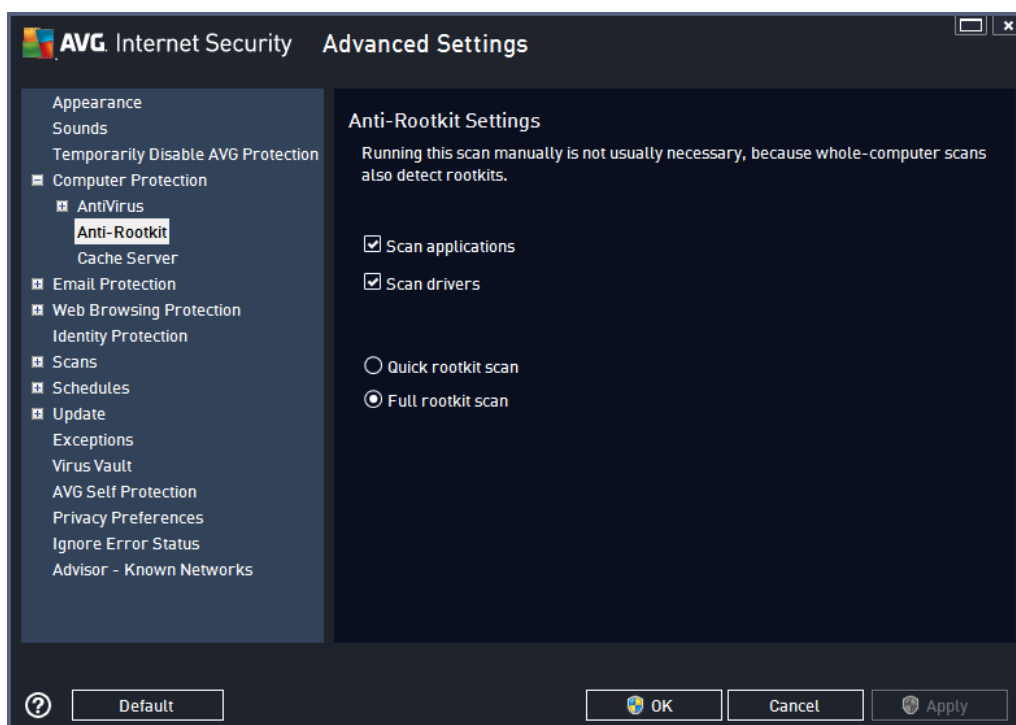 AVG. Internet Security Advanced Settings
Appearance
Sounds
Temporarily Disable AVG Protection
Computer Protection
AntiVirus
Anti-Rootkit
Cache Server
Email Protection
Web Browsing Protection
Identity Protection
Scans
Schedules
Update
Exceptions
Virus Vault
AVG Self Protection
Privacy Preferences
Ignore Error Status
Advisor - Known Networks
Anti-Rootkit Settings
Running this scan manually is not usually necessary, because whole-computer scans
also detect rootkits.
Scan applications
Scan drivers
Quick rootkit scan
Full rootkit scan
? Default OK Cancel Apply